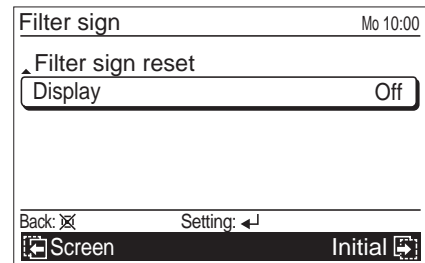 Filter sign Mo 10:00
Filter sign reset
Display Off
Back: Setting:
Screen Initial